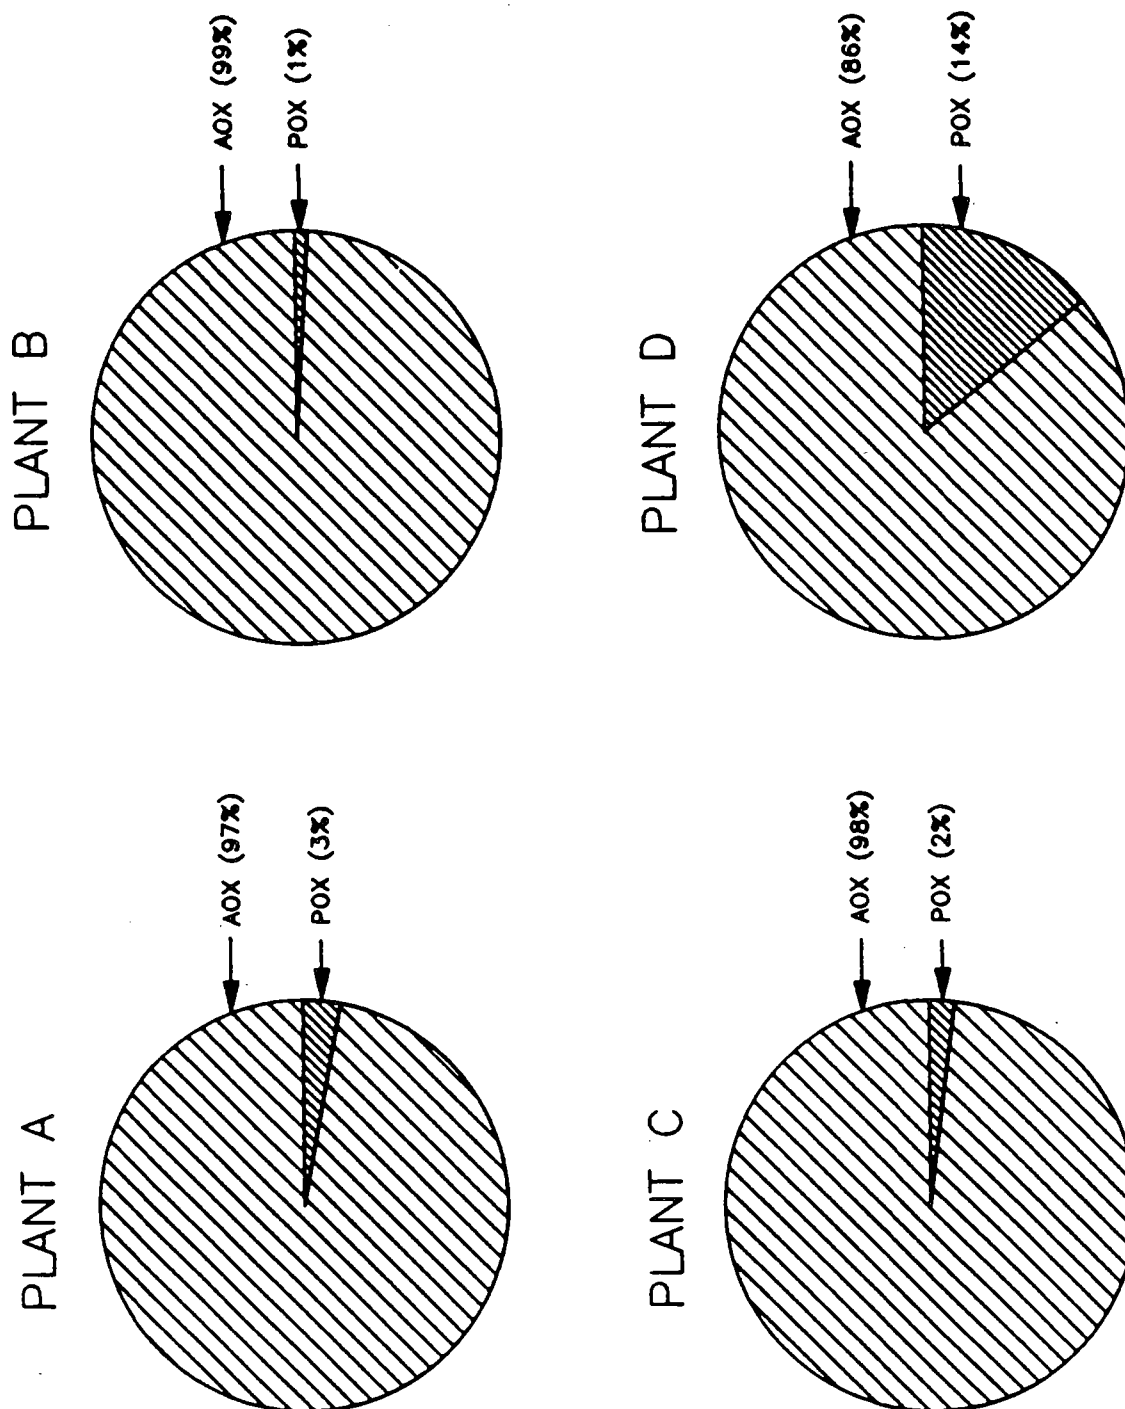 PLANT A
AOX (97%)
POX (3%)
PLANT B
AOX (99%)
POX (1%)
PLANT C
AOX (98%)
POX (2%)
PLANT D
AOX (86%)
POX (14%)